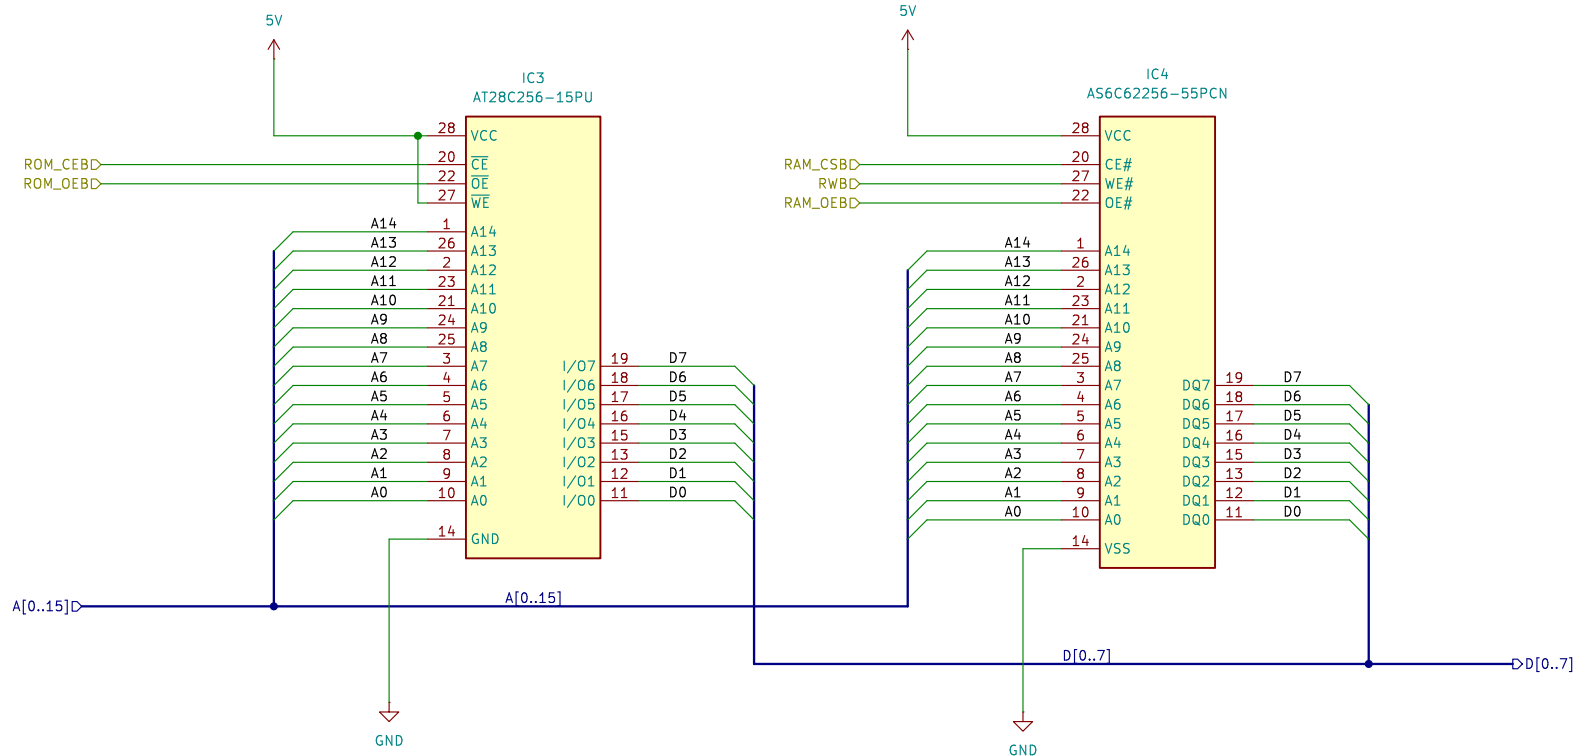 5V
IC3
AT28C256-15PU
28 VCC
ROM_CEB 20 CE
ROM_OEB 22 OE
27 WE
A14 1 A14
A13 26 A13
A12 2 A12
A11 23 A11
A10 21 A10
A9 24 A9
A8 25 A8
A7 3 A7 I/O7 19 D7
A6 4 A6 I/O6 18 D6
A5 5 A5 I/O5 17 D5
A4 6 A4 I/O4 16 D4
A3 7 A3 I/O3 15 D3
A2 8 A2 I/O2 13 D2
A1 9 A1 I/O1 12 D1
A0 10 A0 I/O0 11 D0
14 GND
GND
5V
IC4
AS6C62256-55PCN
28 VCC
RAM_CSB 20 CE#
RWB 27 WE#
RAM_OEB 22 OE#
A14 1 A14
A13 26 A13
A12 2 A12
A11 23 A11
A10 21 A10
A9 24 A9
A8 25 A8
A7 3 A7 DQ7 19 D7
A6 4 A6 DQ6 18 D6
A5 5 A5 DQ5 17 D5
A4 6 A4 DQ4 16 D4
A3 7 A3 DQ3 15 D3
A2 8 A2 DQ2 13 D2
A1 9 A1 DQ1 12 D1
A0 10 A0 DQ0 11 D0
14 VSS
GND
A[0..15] A[0..15]
D[0..7] D[0..7]